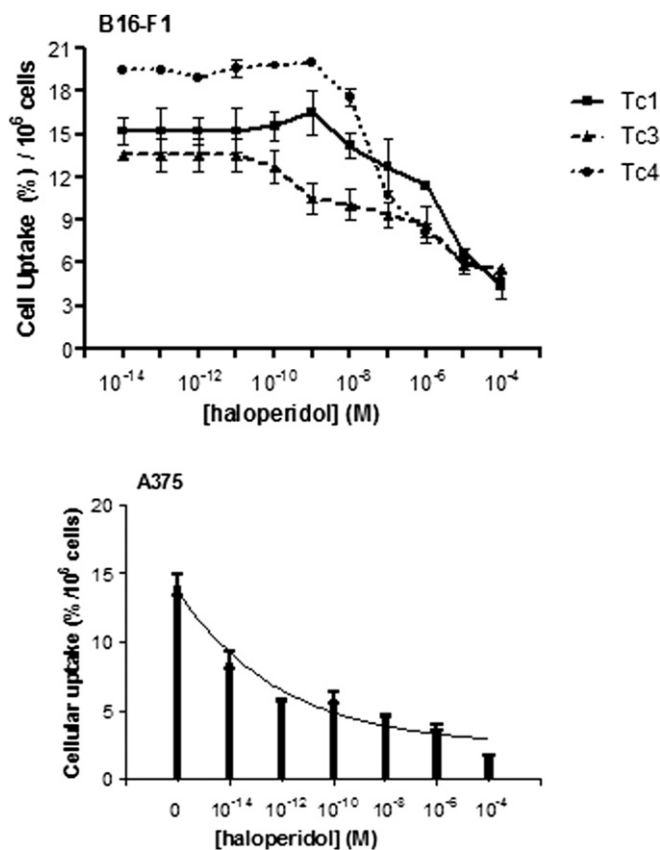 B16-F1
Cell Uptake (%) / 10⁶ cells
21
18
15
12
9
6
3
0
10⁻¹⁴ 10⁻¹² 10⁻¹⁰ 10⁻⁸ 10⁻⁶ 10⁻⁴
[haloperidol] (M)
Tc1
Tc3
Tc4
A375
Cellular uptake (% /10⁶ cells)
20
15
10
5
0
0 10⁻¹⁴ 10⁻¹² 10⁻¹⁰ 10⁻⁸ 10⁻⁶ 10⁻⁴
[haloperidol] (M)